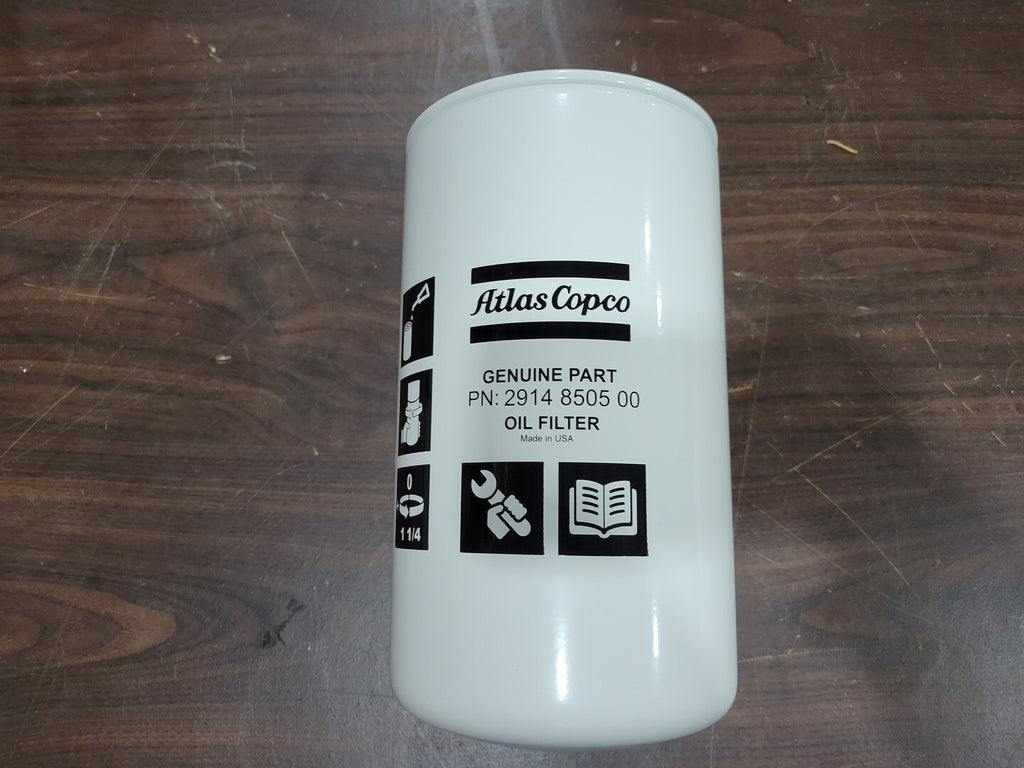 Atlas Copco
GENUINE PART
PN: 2914 8505 00
OIL FILTER
Made in USA
0
1 1/4